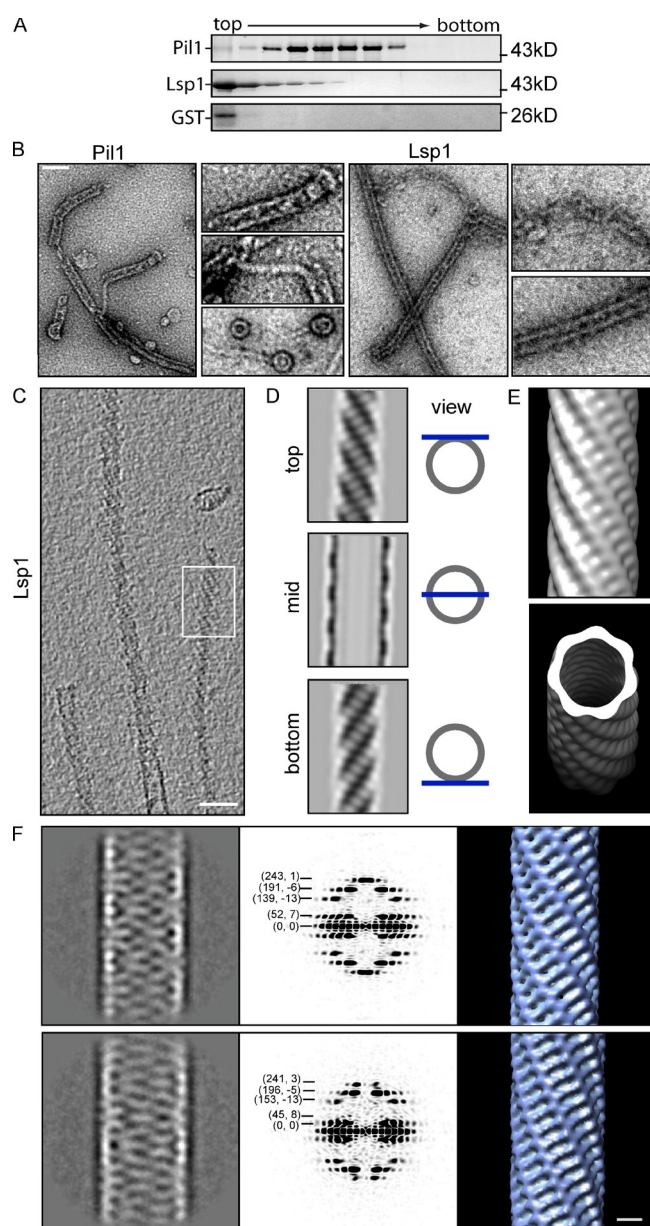 A
top
bottom
Pil1
43kD
Lsp1
43kD
GST
26kD
B
Pil1
Lsp1
C
D
view
E
top
Lsp1
mid
bottom
F
(243, 1)
(191, -6)
(139, -13)
(52, 7)
(0, 0)
(241, 3)
(196, -5)
(153, -13)
(45, 8)
(0, 0)